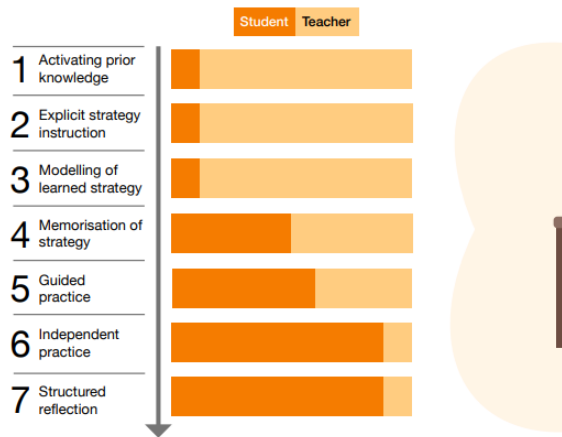 Student Teacher
1 Activating prior
knowledge
2 Explicit strategy
instruction
3 Modelling of
learned strategy
4 Memorisation of
strategy
5 Guided
practice
6 Independent
practice
7 Structured
reflection